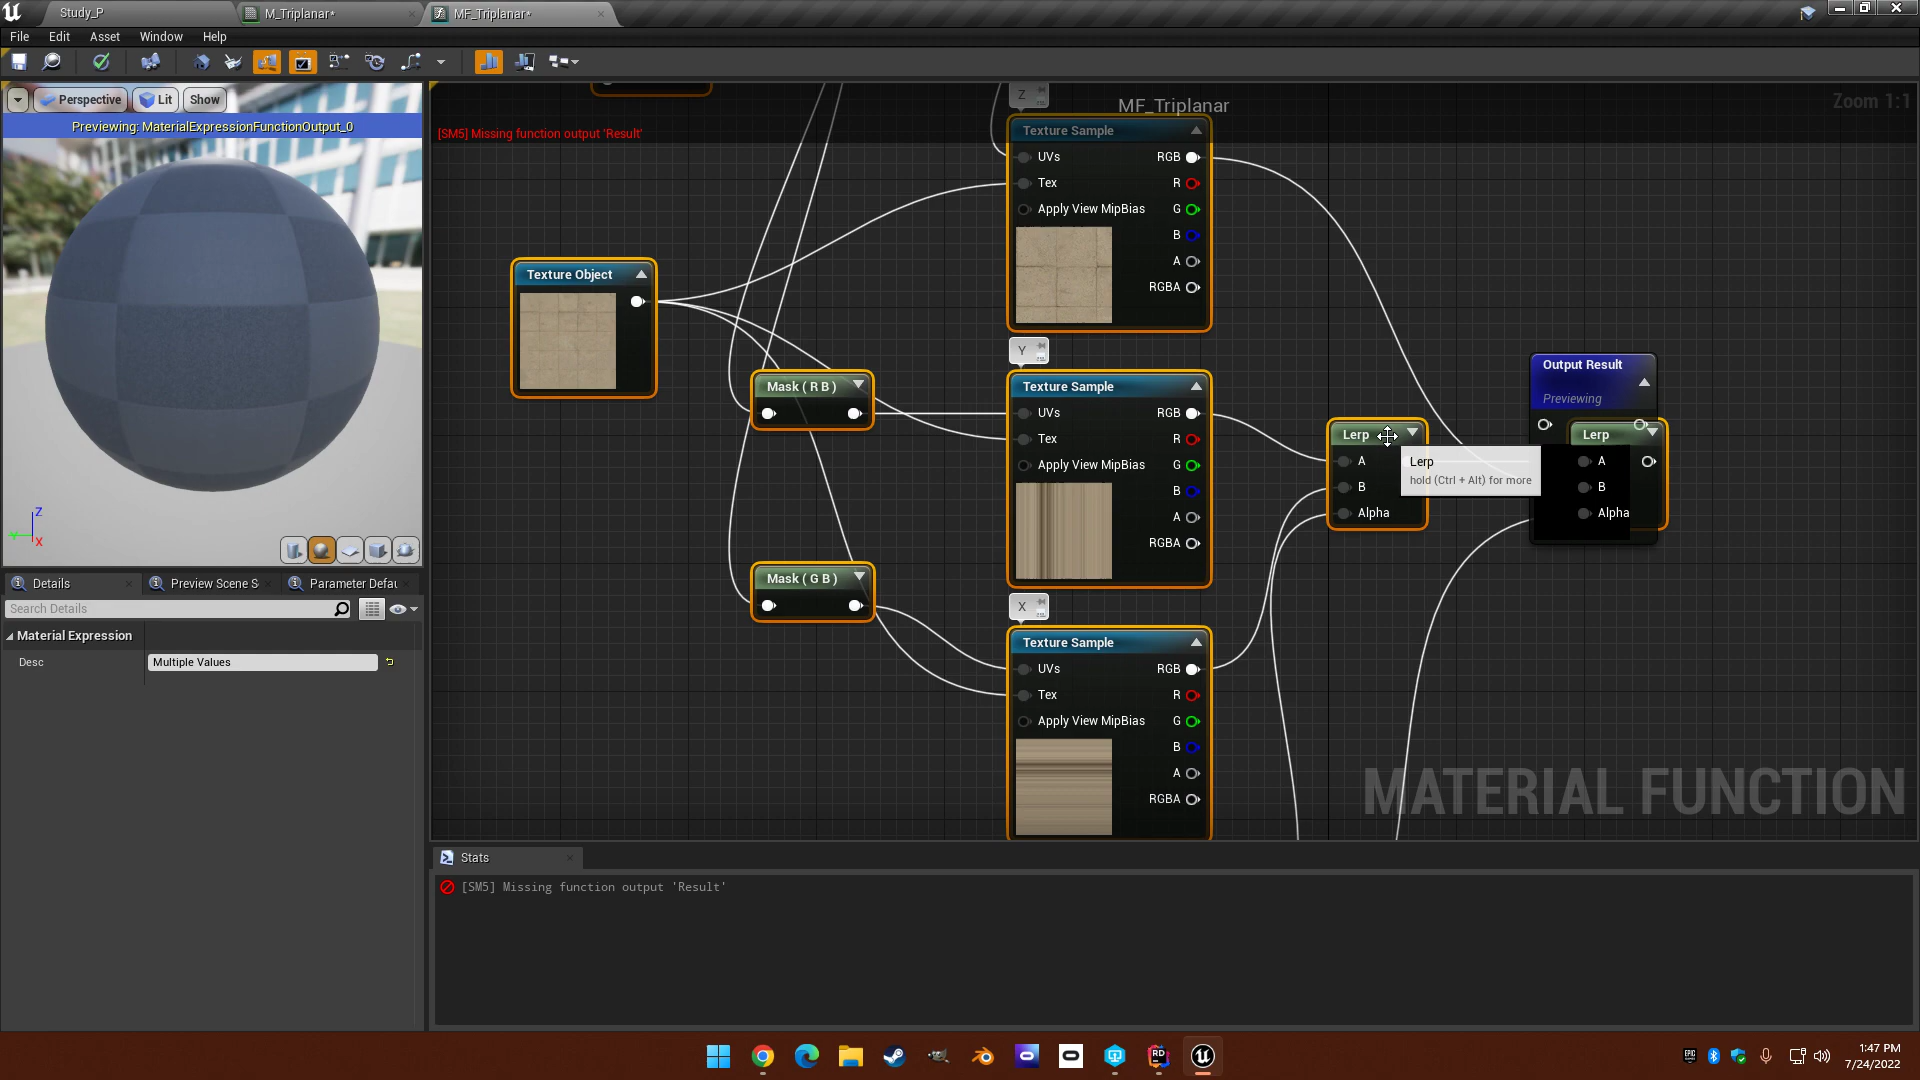 Study_P
M_Triplanar*
MF_Triplanar*
File
Edit
Asset
Window
Help
Perspective
Lit
Show
Previewing: MaterialExpressionFunctionOutput_0
Z
Y
X
Details
Preview Scene S
Parameter Defau
Search Details
Material Expression
Desc
Multiple Values
MF_Triplanar
Zoom 1:1
[SM5] Missing function output 'Result'
Z
Texture Sample
UVs
RGB
Tex
R
Apply View MipBias
G
B
A
RGBA
Texture Object
Mask ( R B )
Y
Texture Sample
UVs
RGB
Tex
R
Apply View MipBias
G
B
A
RGBA
Mask ( G B )
X
Texture Sample
UVs
RGB
Tex
R
Apply View MipBias
G
B
A
RGBA
Lerp
A
B
Alpha
Lerp
hold (Ctrl + Alt) for more
Output Result
Previewing
Lerp
A
B
Alpha
MATERIAL FUNCTION
Stats
[SM5] Missing function output 'Result'
EPIC
RD
1:47 PM
7/24/2022